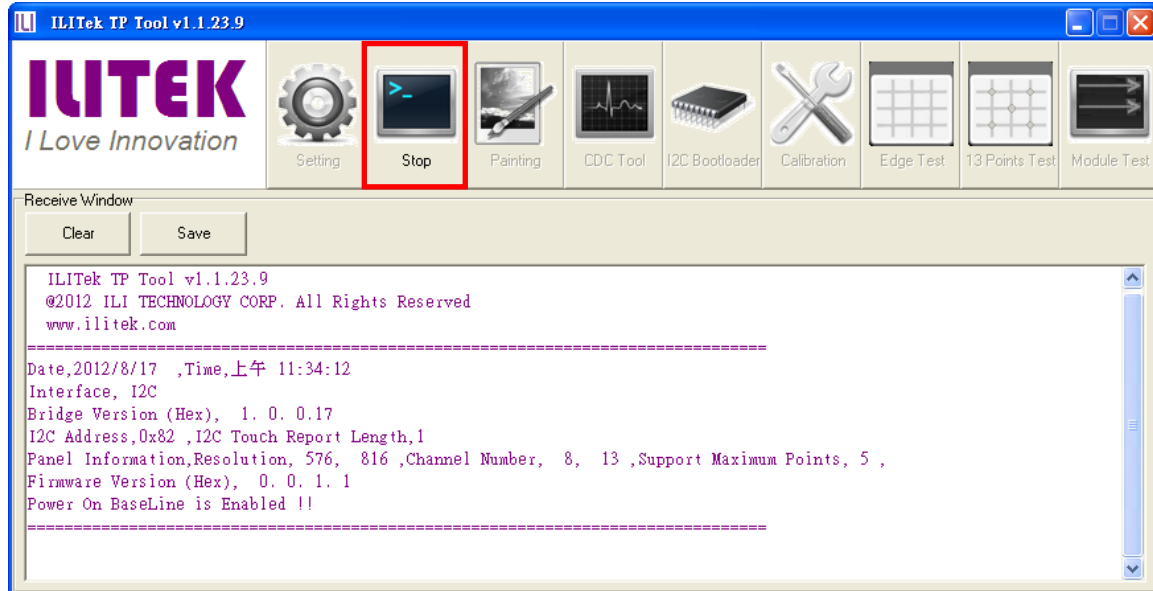 ILITek TP Tool v1.1.23.9
ILITEK
I Love Innovation
Setting
Stop
Painting
CDC Tool
I2C Bootloader
Calibration
Edge Test
13 Points Test
Module Test
Receive Window
Clear
Save
ILITek TP Tool v1.1.23.9
@2012 ILI TECHNOLOGY CORP. All Rights Reserved
www.ilitek.com
================================================================================
Date,2012/8/17  ,Time,上午 11:34:12
Interface, I2C
Bridge Version (Hex),  1. 0. 0.17
I2C Address,0x82 ,I2C Touch Report Length,1
Panel Information,Resolution, 576,  816 ,Channel Number,  8,  13 ,Support Maximum Points, 5 ,
Firmware Version (Hex),  0. 0. 1. 1
Power On BaseLine is Enabled !!
================================================================================